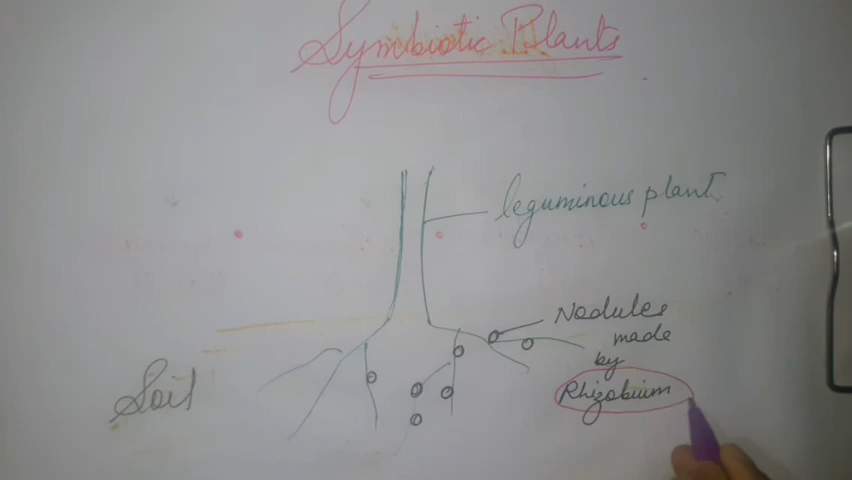 Symbiotic Plants
leguminous plant
Nodules
made
by
Rhizobium
Soil